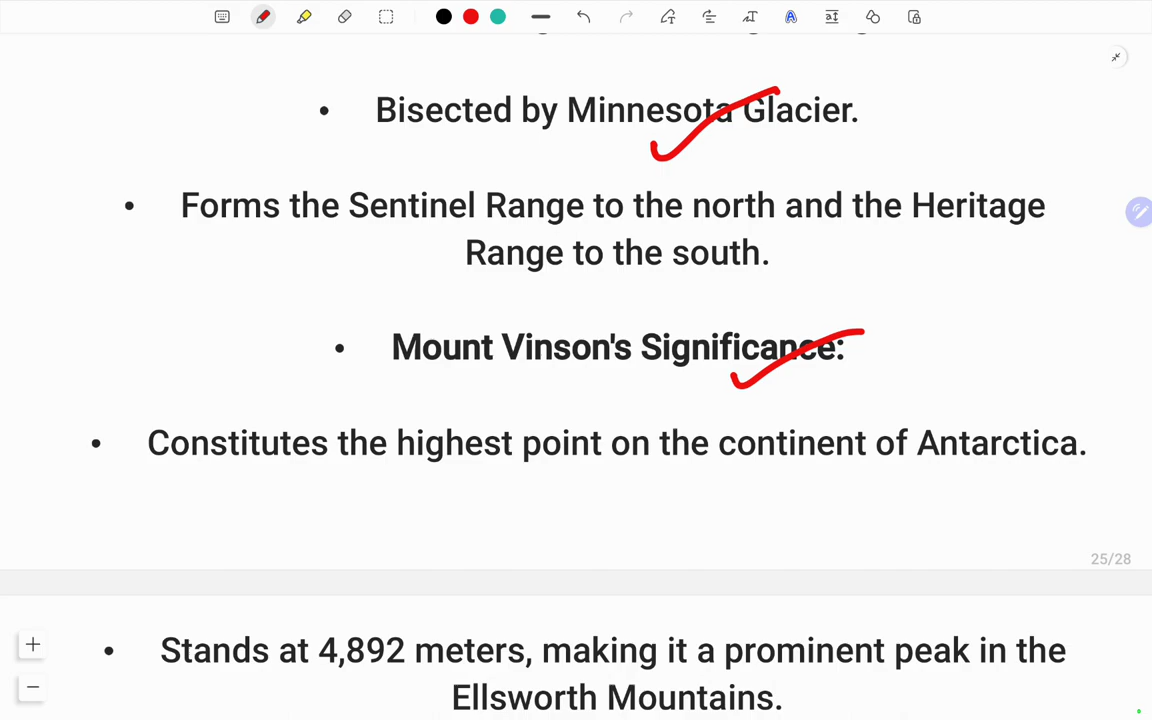 • Bisected by Minnesota Glacier.
• Forms the Sentinel Range to the north and the Heritage
Range to the south.
• Mount Vinson's Significance:
• Constitutes the highest point on the continent of Antarctica.
25/28
• Stands at 4,892 meters, making it a prominent peak in the
Ellsworth Mountains.